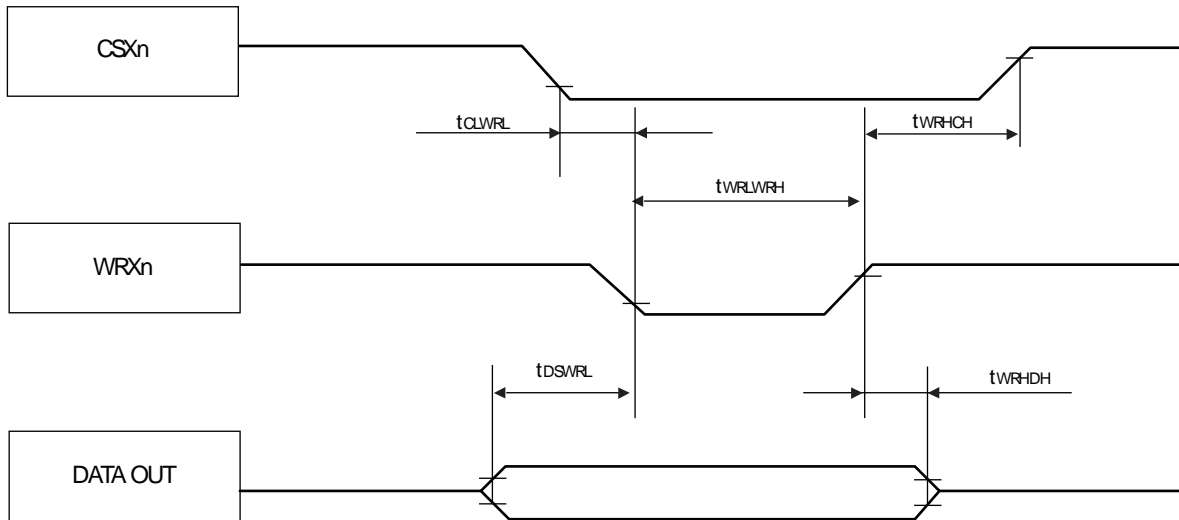 CSXn
tCLWRL
tWRHCH
tWRLWRH
WRXn
tDSWRL
tWRHDH
DATA OUT